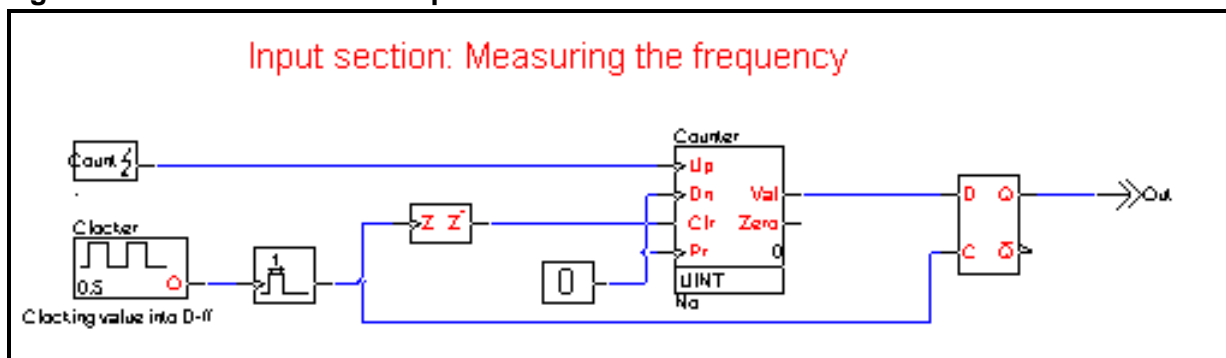 Input section: Measuring the frequency
Counter
Count 
Up
Dn Val
Clr Zero
Pr 0
UINT
No
D Q
C Q
Out
Z Z
Clocker
0.5 O
1
0
Clocking value into D-ff